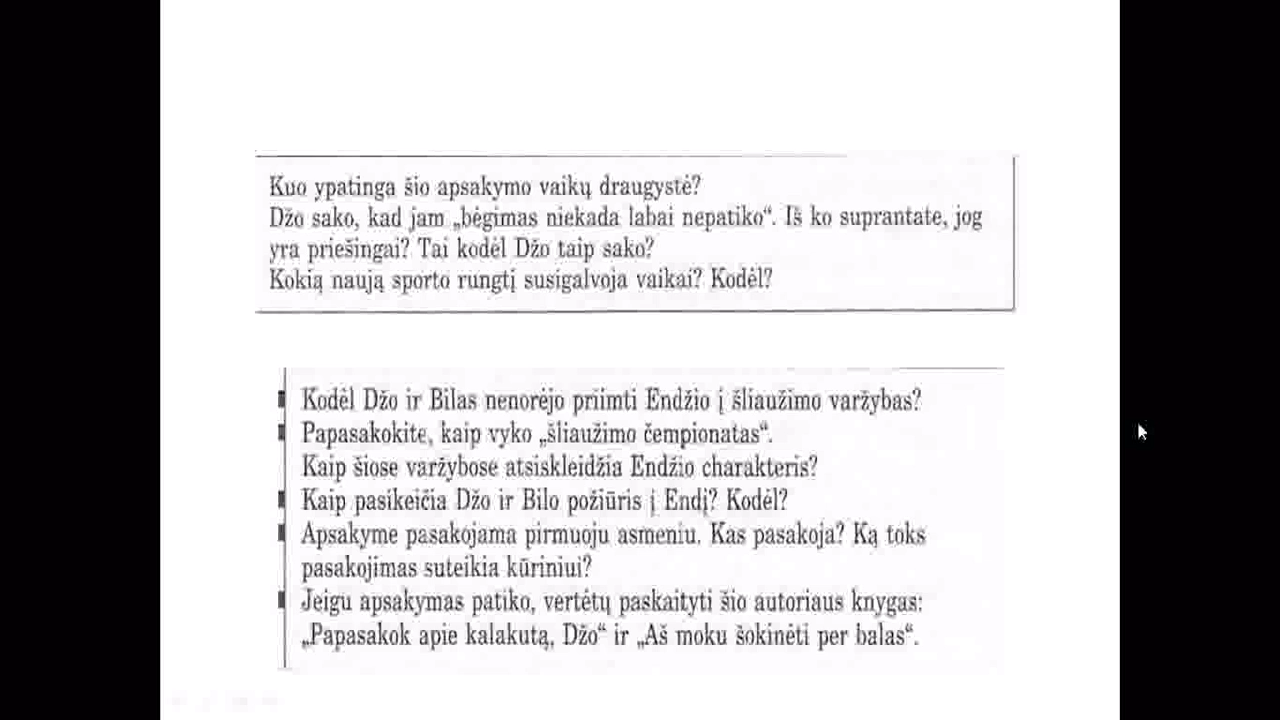 Kuo ypatinga šio apsakymo vaikų draugystė?
Džo sako, kad jam „bėgimas niekada labai nepatiko“. Iš ko suprantate, jog
yra priešingai? Tai kodėl Džo taip sako?
Kokią naują sporto rungtį susigalvoja vaikai? Kodėl?
Kodėl Džo ir Bilas nenorėjo priimti Endžio į šliaužimo varžybas?
Papasakokite, kaip vyko „šliaužimo čempionatas“.
Kaip šiose varžybose atsiskleidžia Endžio charakteris?
Kaip pasikeičia Džo ir Bilo požiūris į Endį? Kodėl?
Apsakyme pasakojama pirmuoju asmeniu. Kas pasakoja? Ką toks
pasakojimas suteikia kūriniui?
Jeigu apsakymas patiko, vertėtų paskaityti šio autoriaus knygas:
„Papasakok apie kalakutą, Džo“ ir „Aš moku šokinėti per balas“.